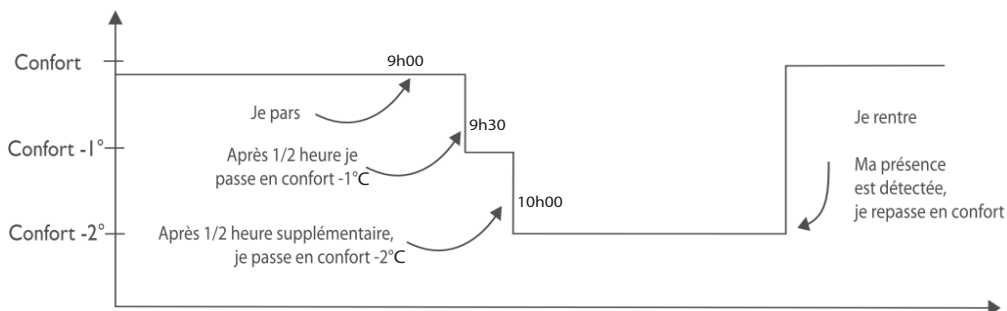 Confort
9h00
Je pars
9h30
Confort -1°
Après 1/2 heure je
passe en confort -1°C
10h00
Confort -2°
Après 1/2 heure supplémentaire,
je passe en confort -2°C
Je rentre
Ma présence
est détectée,
je repasse en confort